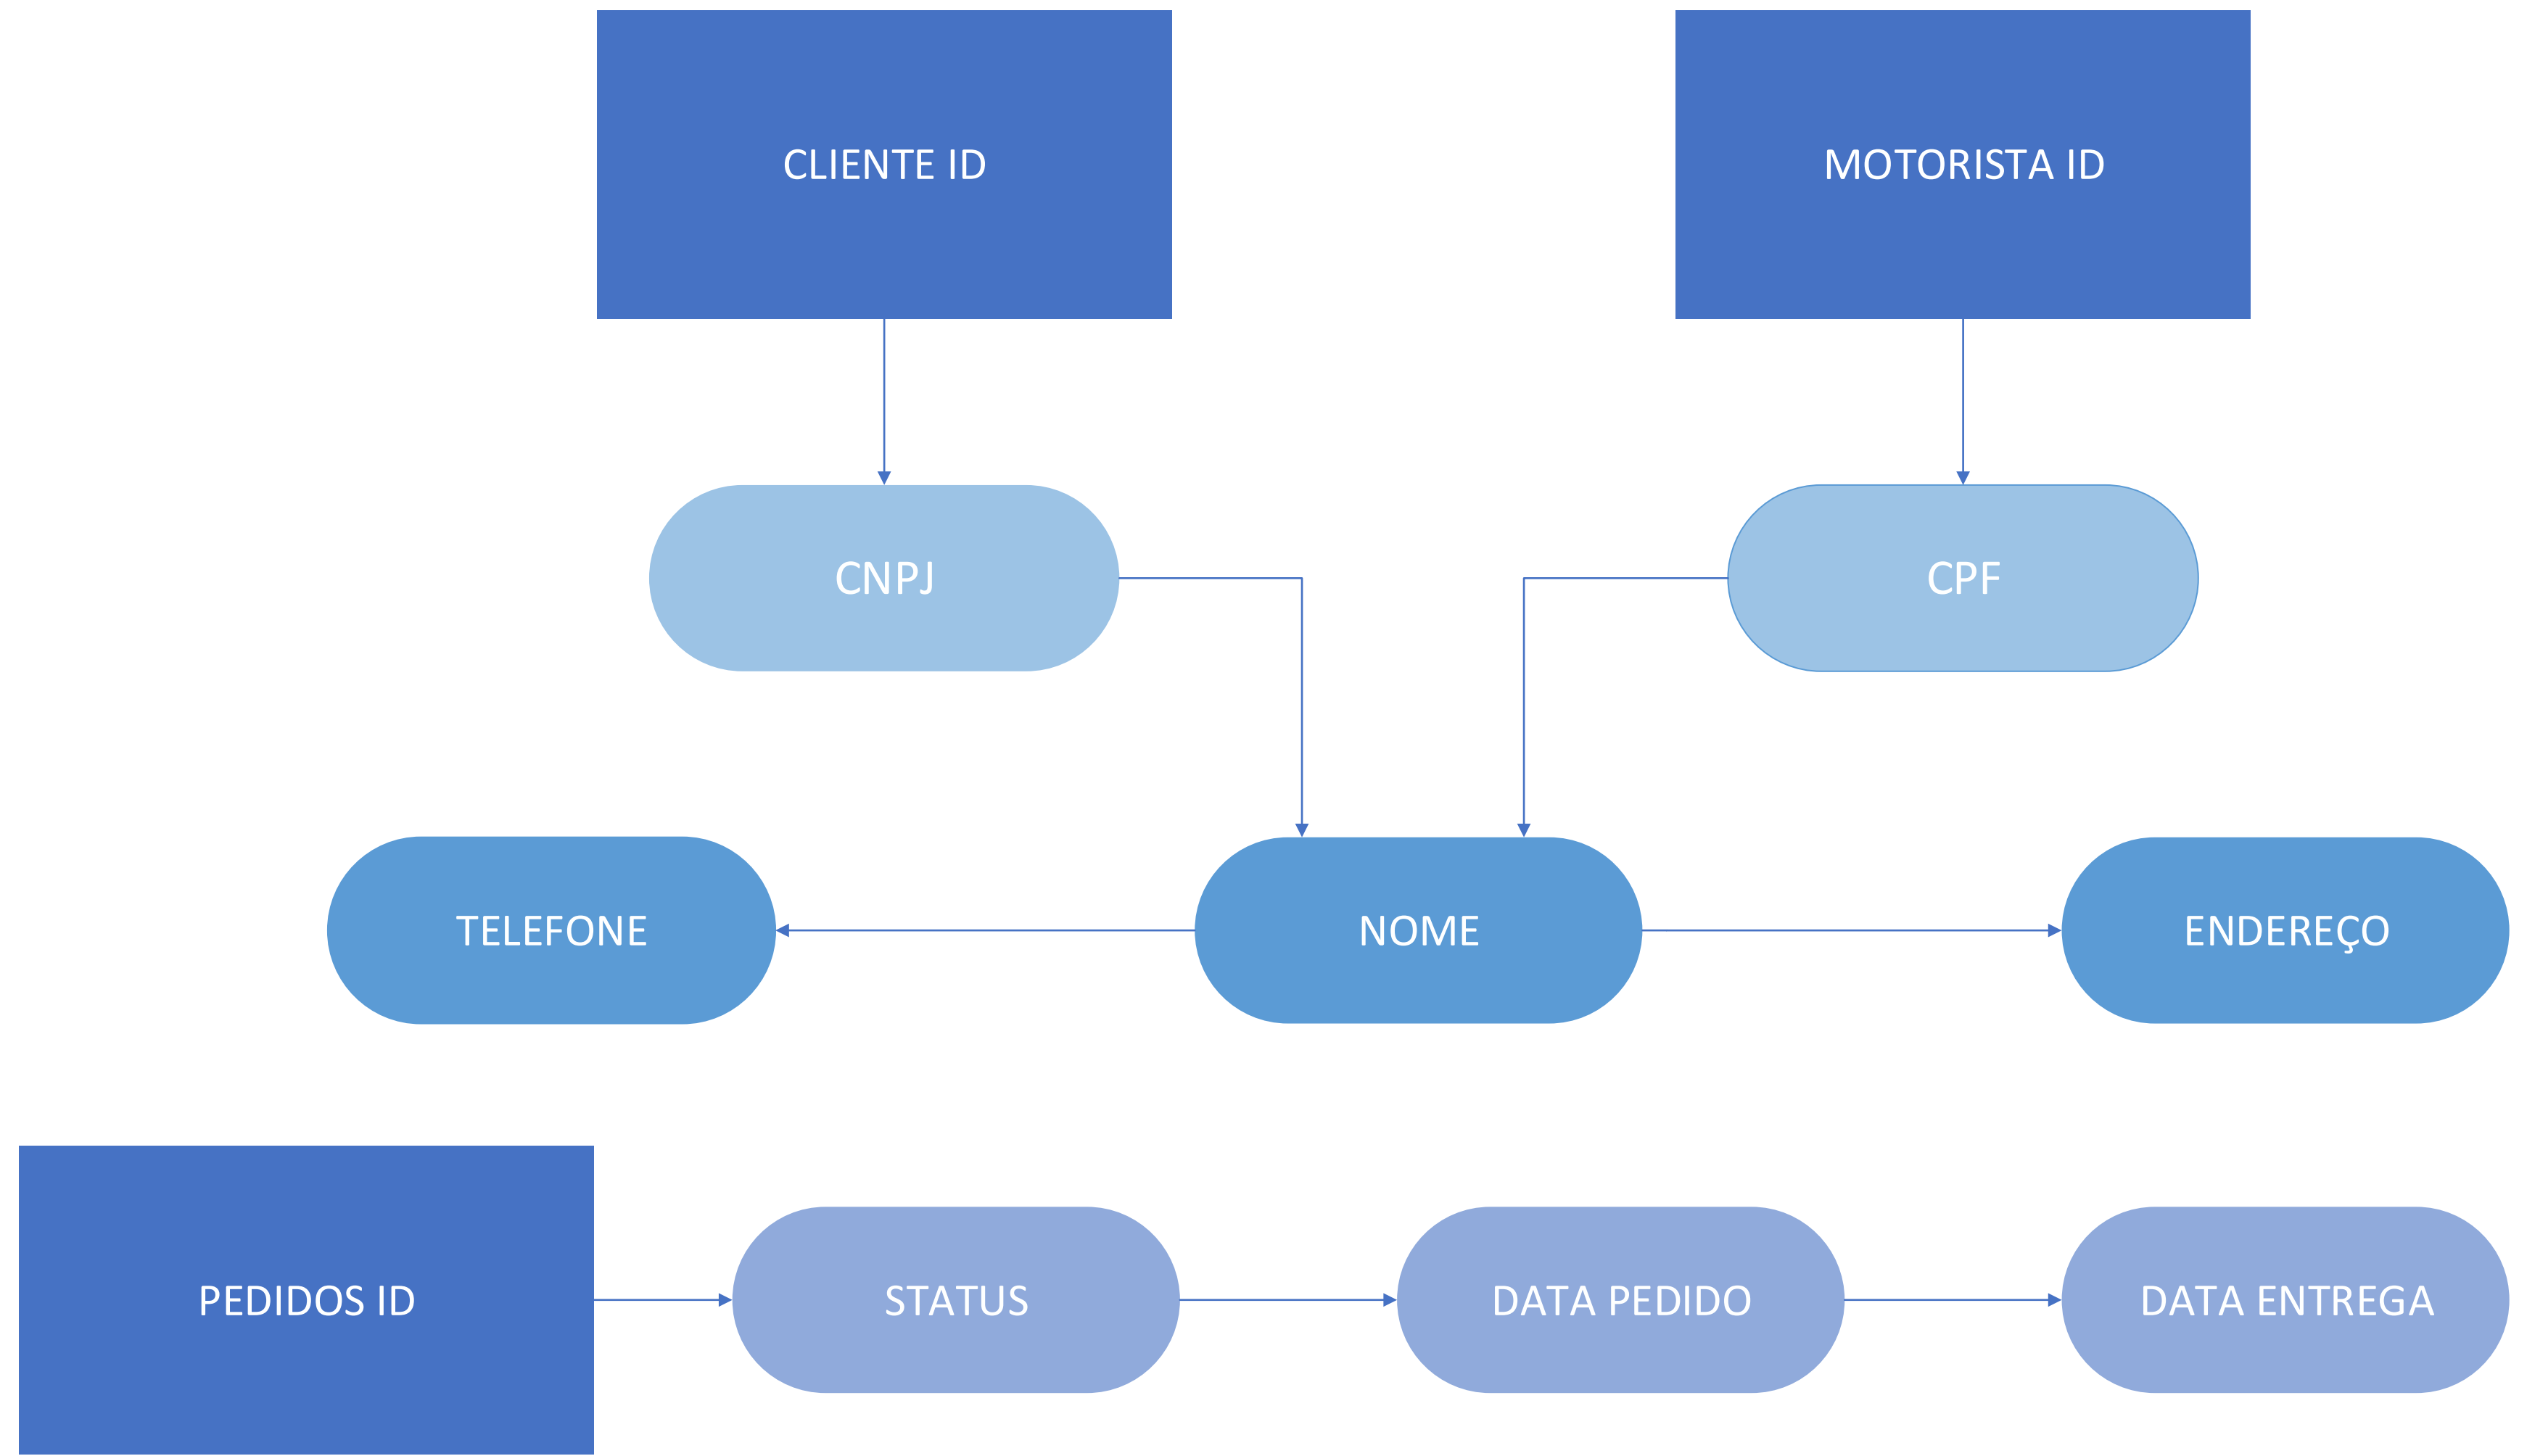 CLIENTE ID
MOTORISTA ID
CNPJ
CPF
TELEFONE
NOME
ENDEREÇO
PEDIDOS ID
STATUS
DATA PEDIDO
DATA ENTREGA